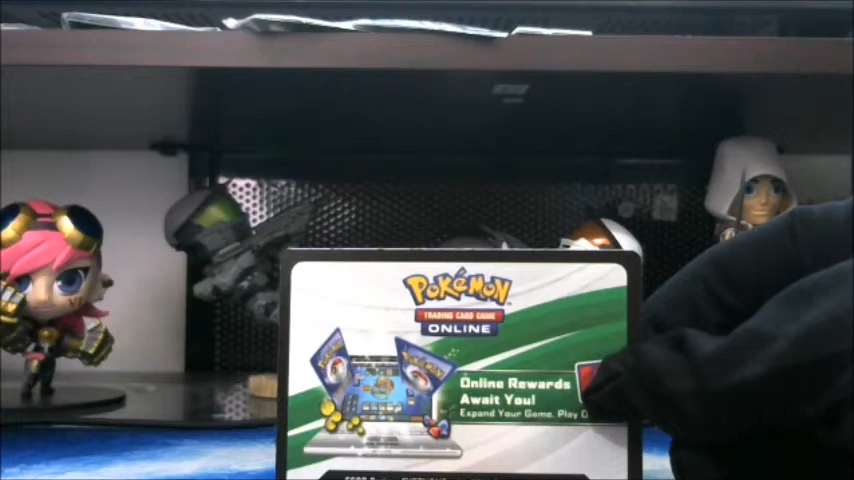 POKÉMON
TRADING CARD GAME
ONLINE
Online Rewards
Await You!
Expand Your Game. Play